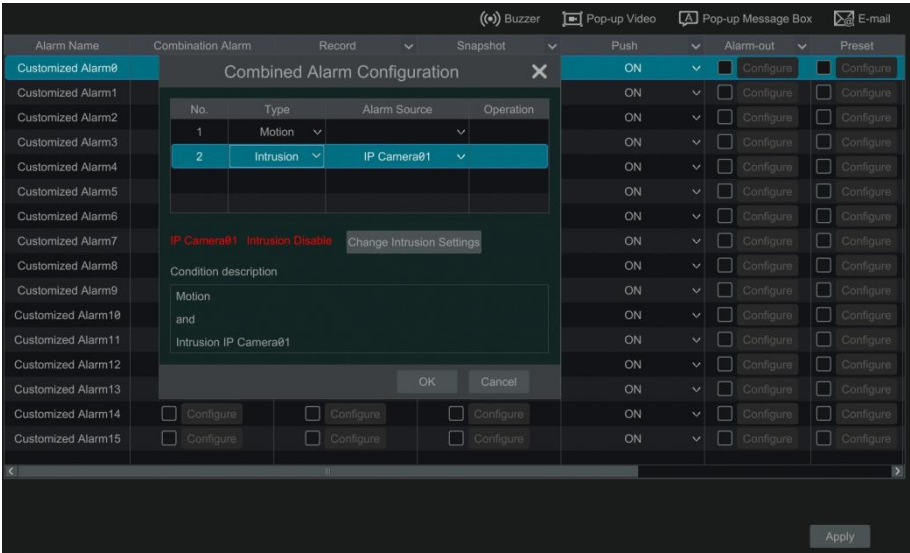 Buzzer Pop-up Video Pop-up Message Box E-mail
Alarm Name Combination Alarm Record Snapshot Push Alarm-out Preset
Combined Alarm Configuration
Customized Alarm0 ON Configure Configure
Customized Alarm1 ON Configure Configure
No. Type Alarm Source Operation
Customized Alarm2 ON Configure Configure
1 Motion
Customized Alarm3 ON Configure Configure
2 Intrusion IP Camera01
Customized Alarm4 ON Configure Configure
Customized Alarm5 ON Configure Configure
Customized Alarm6 ON Configure Configure
IP Camera01 Intrusion Disable Change Intrusion Settings
Customized Alarm7 ON Configure Configure
Customized Alarm8 ON Configure Configure
Condition description
Customized Alarm9 ON Configure Configure
Motion
Customized Alarm10 ON Configure Configure
and
Customized Alarm11 ON Configure Configure
Intrusion IP Camera01
Customized Alarm12 ON Configure Configure
OK Cancel
Customized Alarm13 ON Configure Configure
Customized Alarm14 Configure Configure Configure ON Configure Configure
Customized Alarm15 Configure Configure Configure ON Configure Configure
Apply